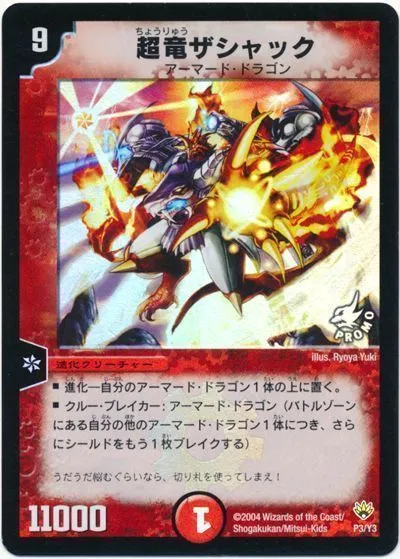 9
ちょうりゅう
超竜ザシャック
アーマード・ドラゴン
PROMO
illus. Ryoya Yuki
進化クリーチャー
■ 進化—自分のアーマード・ドラゴン1体の上に置く。
■ クルー・ブレイカー：アーマード・ドラゴン（バトルゾーン
にある自分の他のアーマード・ドラゴン1体につき、さら
にシールドをもう1枚ブレイクする）
うだうだ悩むぐらいなら、切り札を使ってしまえ！
11000
1
©2004 Wizards of the Coast/
Shogakukan/Mitsui-Kids
P3/Y3